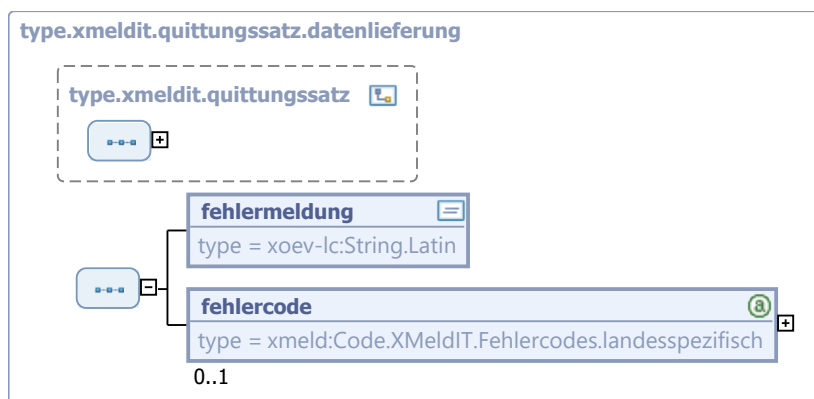 type.xmeldit.quittungssatz.datenlieferung
type.xmeldit.quittungssatz
fehlermeldung
type = xoev-lc:String.Latin
fehlercode
type = xmeld:Code.XMeldIT.Fehlercodes.landesspezifisch
0..1